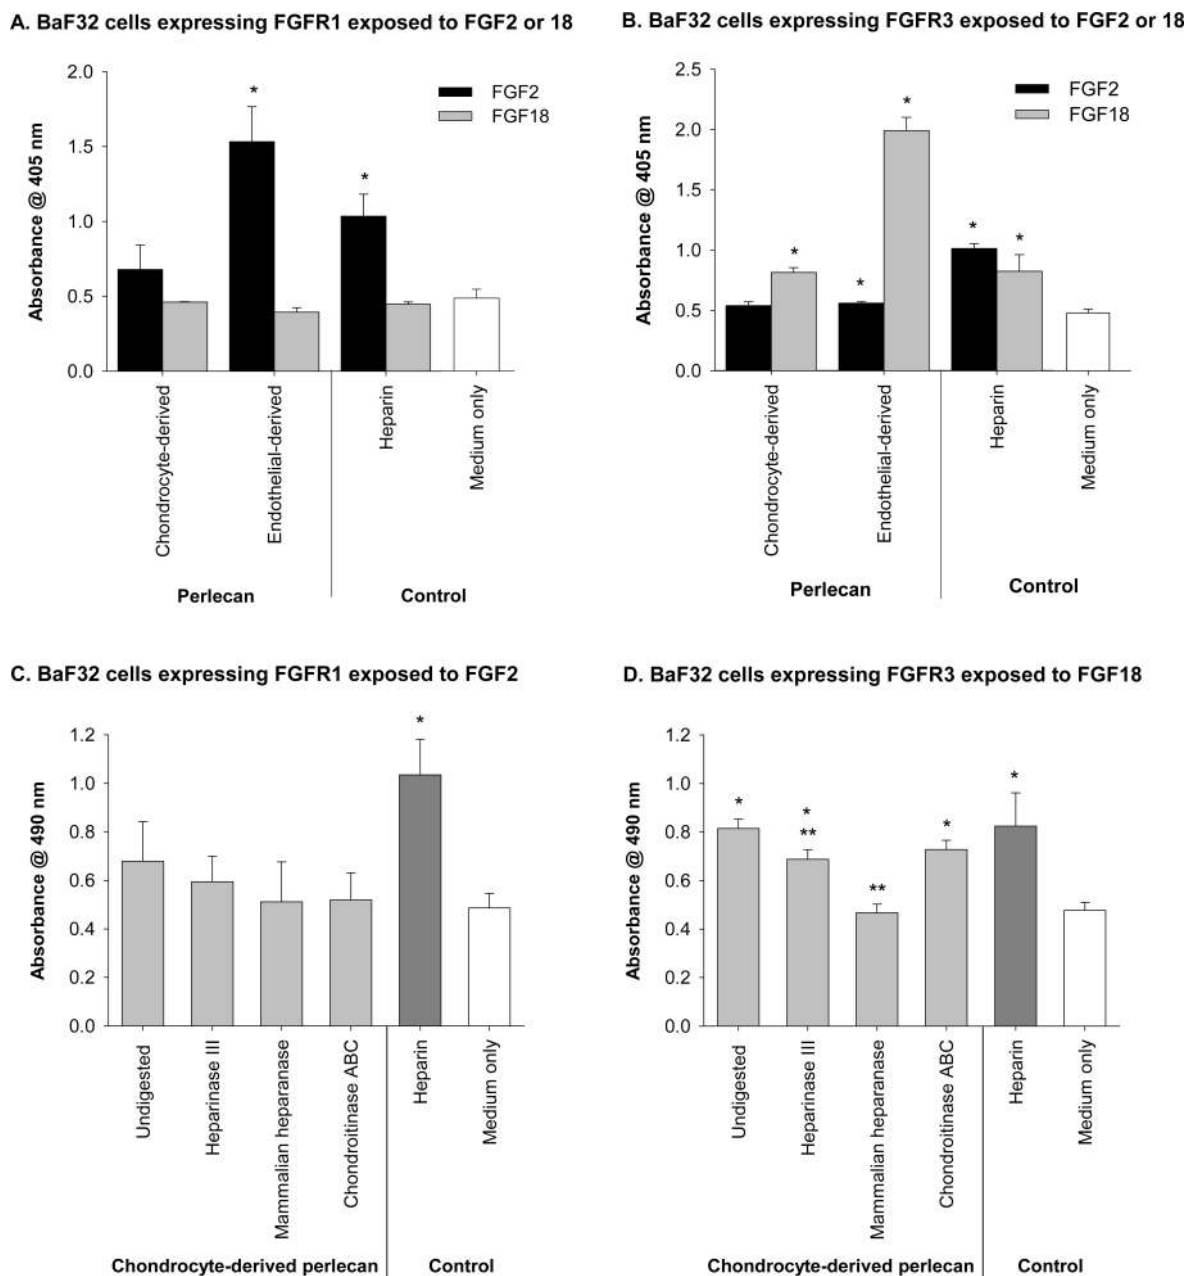 A. BaF32 cells expressing FGFR1 exposed to FGF2 or 18
2.0
1.5
1.0
0.5
0.0
Absorbance @ 405 nm
*
*
FGF2
FGF18
Chondrocyte-derived
Endothelial-derived
Heparin
Medium only
Perlecan
Control
B. BaF32 cells expressing FGFR3 exposed to FGF2 or 18
2.5
2.0
1.5
1.0
0.5
0.0
Absorbance @ 405 nm
*
*
*
*
*
FGF2
FGF18
Chondrocyte-derived
Endothelial-derived
Heparin
Medium only
Perlecan
Control
C. BaF32 cells expressing FGFR1 exposed to FGF2
1.2
1.0
0.8
0.6
0.4
0.2
0.0
Absorbance @ 490 nm
*
Undigested
Heparinase III
Mammalian heparanase
Chondroitinase ABC
Heparin
Medium only
Chondrocyte-derived perlecan
Control
D. BaF32 cells expressing FGFR3 exposed to FGF18
1.2
1.0
0.8
0.6
0.4
0.2
0.0
Absorbance @ 490 nm
*
*
**
**
*
*
Undigested
Heparinase III
Mammalian heparanase
Chondroitinase ABC
Heparin
Medium only
Chondrocyte-derived perlecan
Control